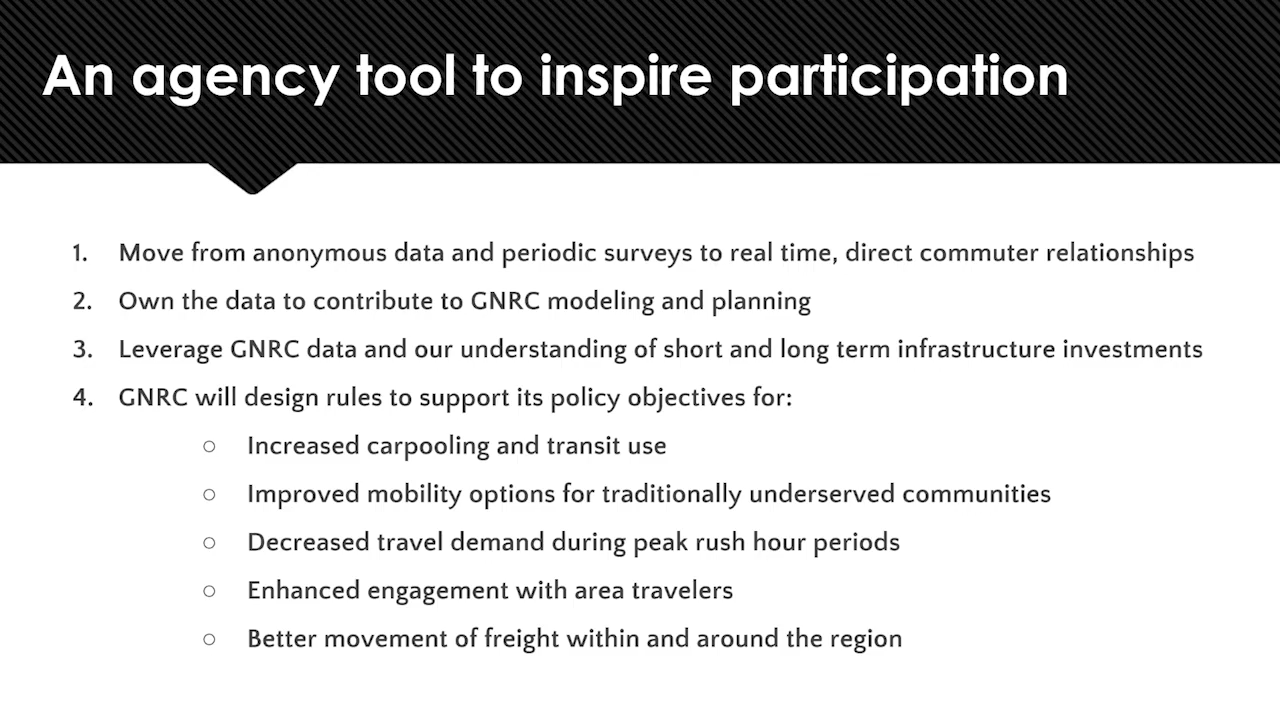 An agency tool to inspire participation
1. Move from anonymous data and periodic surveys to real time, direct commuter relationships
2. Own the data to contribute to GNRC modeling and planning
3. Leverage GNRC data and our understanding of short and long term infrastructure investments
4. GNRC will design rules to support its policy objectives for:
○ Increased carpooling and transit use
○ Improved mobility options for traditionally underserved communities
○ Decreased travel demand during peak rush hour periods
○ Enhanced engagement with area travelers
○ Better movement of freight within and around the region